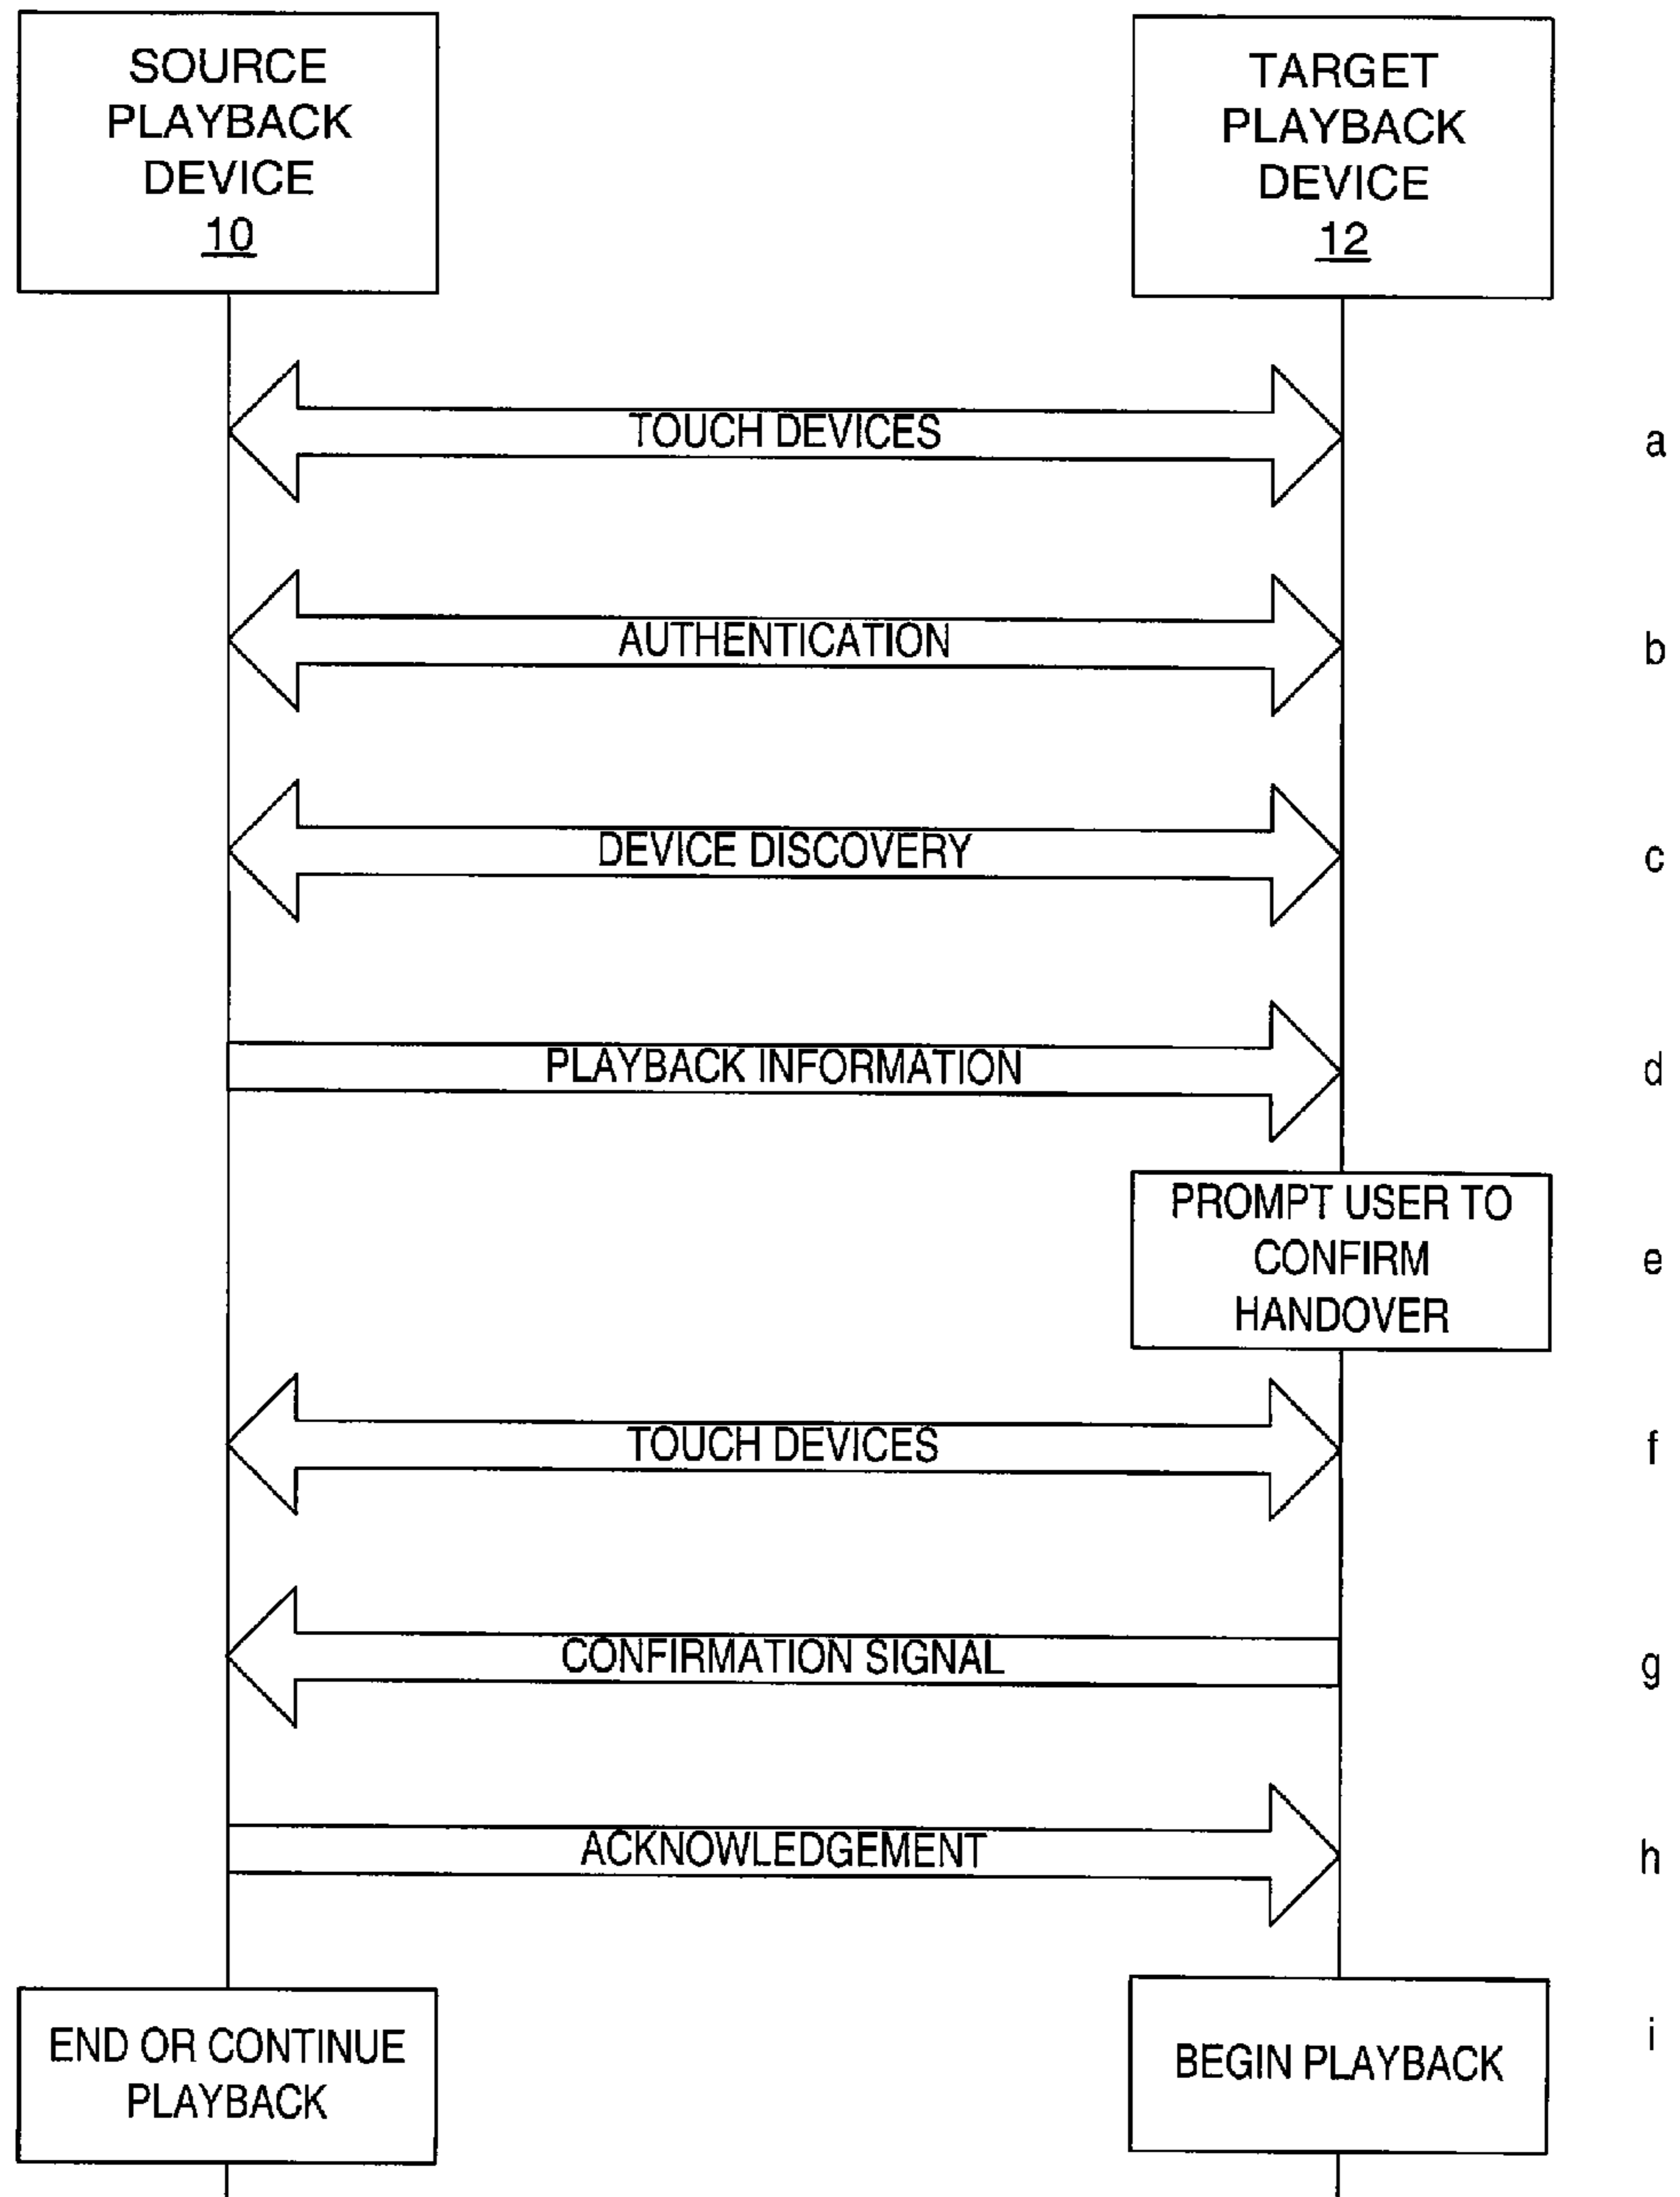 SOURCE
PLAYBACK
DEVICE
10
TARGET
PLAYBACK
DEVICE
12
TOUCH DEVICES
a
AUTHENTICATION
b
DEVICE DISCOVERY
c
PLAYBACK INFORMATION
d
PROMPT USER TO
CONFIRM
HANDOVER
e
TOUCH DEVICES
f
CONFIRMATION SIGNAL
g
ACKNOWLEDGEMENT
h
END OR CONTINUE
PLAYBACK
BEGIN PLAYBACK
i